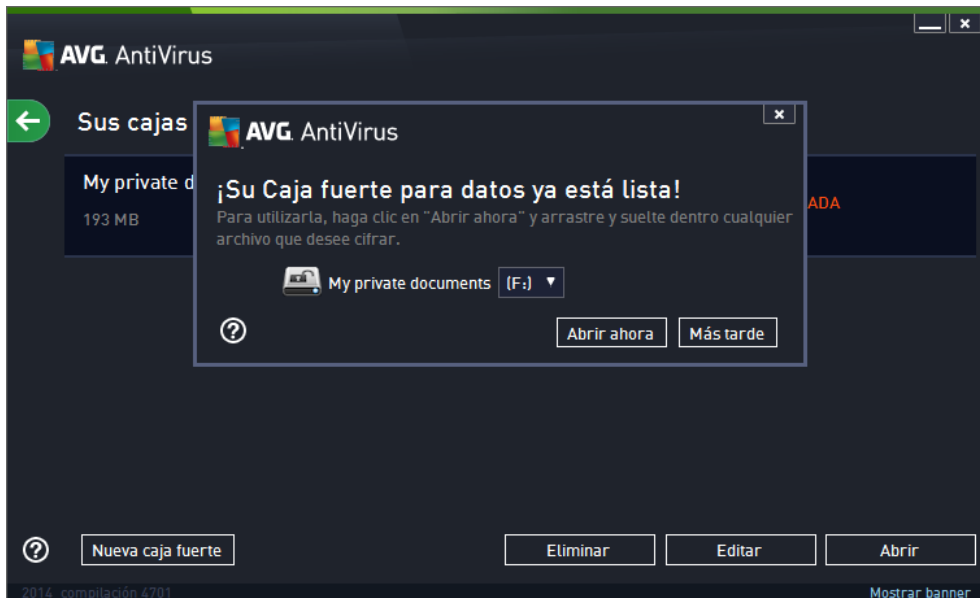 AVG. AntiVirus
Sus cajas
My private d
193 MB
ADA
AVG. AntiVirus
¡Su Caja fuerte para datos ya está lista!
Para utilizarla, haga clic en "Abrir ahora" y arrastre y suelte dentro cualquier
archivo que desee cifrar.
My private documents (F:)
Abrir ahora Más tarde
Nueva caja fuerte Eliminar Editar Abrir
2014 compilación 4701 Mostrar banner